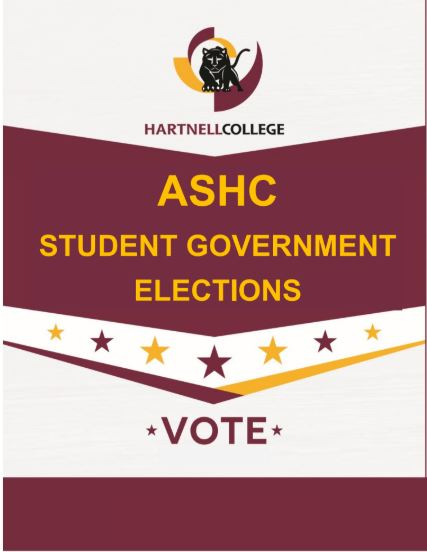 HARTNELLCOLLEGE
ASHC
STUDENT GOVERNMENT
ELECTIONS
VOTE